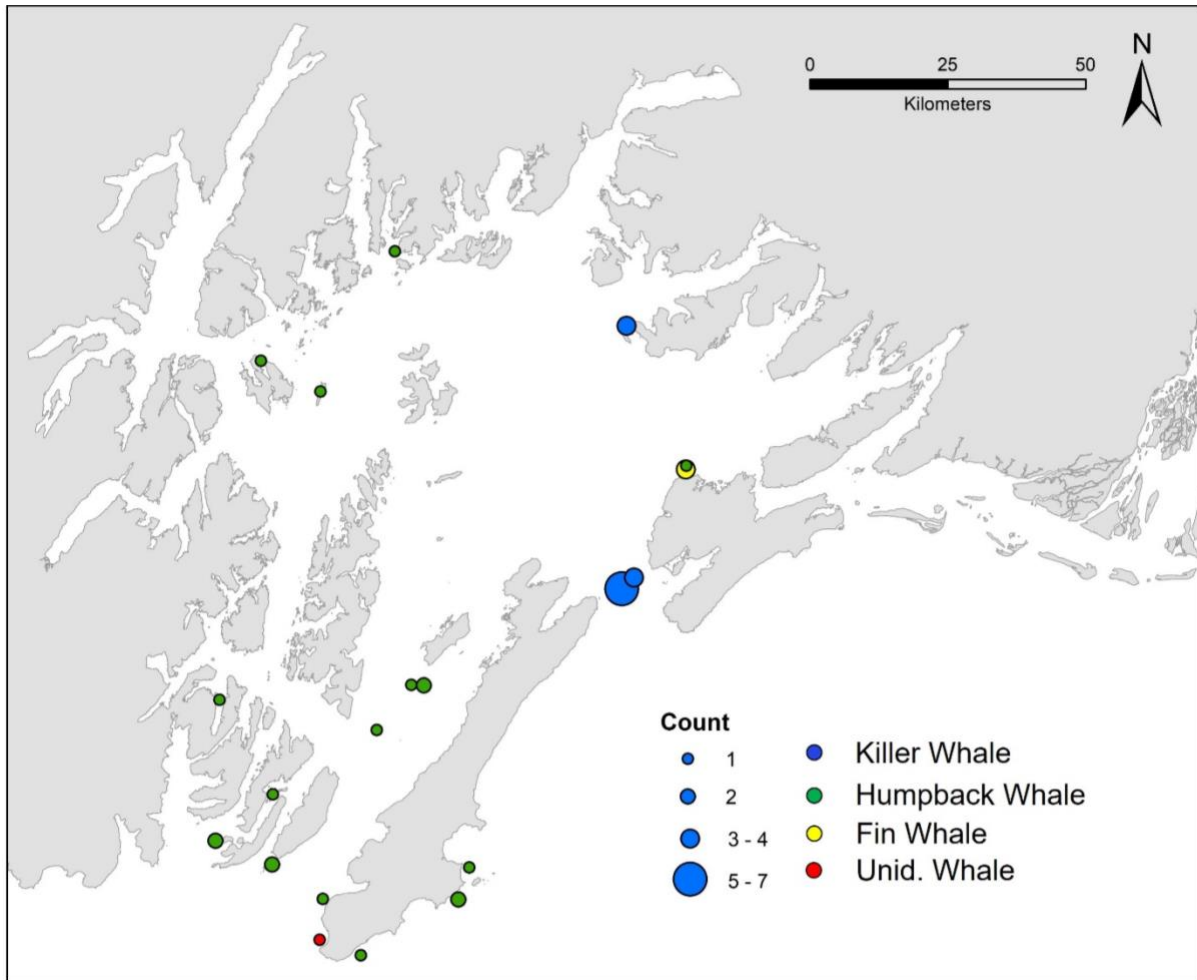 N
0 25 50
Kilometers
Count
1
2
3 - 4
5 - 7
Killer Whale
Humpback Whale
Fin Whale
Unid. Whale